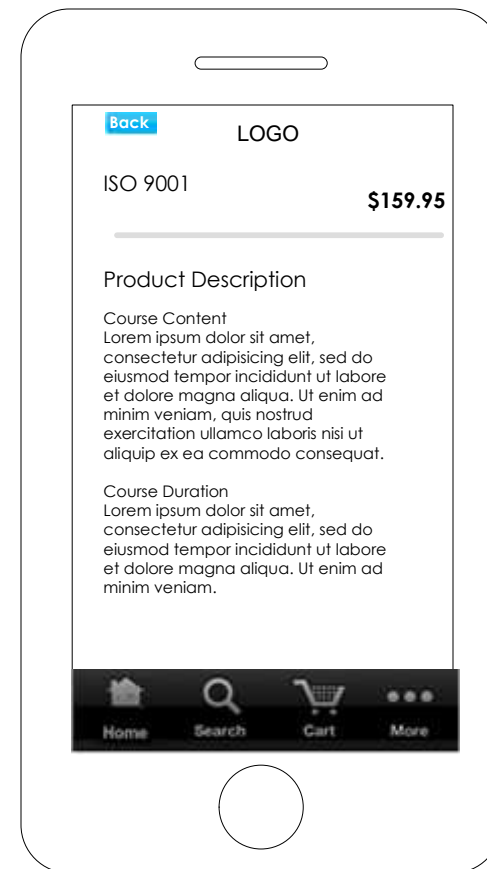 Back
LOGO
ISO 9001
$159.95
Product Description
Course Content
Lorem ipsum dolor sit amet,
consectetur adipisicing elit, sed do
eiusmod tempor incididunt ut labore
et dolore magna aliqua. Ut enim ad
minim veniam, quis nostrud
exercitation ullamco laboris nisi ut
aliquip ex ea commodo consequat.
Course Duration
Lorem ipsum dolor sit amet,
consectetur adipisicing elit, sed do
eiusmod tempor incididunt ut labore
et dolore magna aliqua. Ut enim ad
minim veniam.
Home Search Cart More